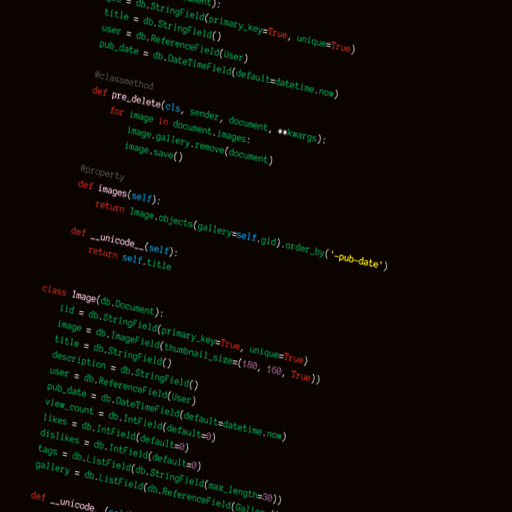 = db.StringField(primary_key=True, unique=True)
title = db.StringField()
user = db.ReferenceField(User)
pub_date = db.DateTimeField(default=datetime.now)
@classmethod
def pre_delete(cls, sender, document, **kwargs):
for image in document.images:
image.gallery.remove(document)
image.save()
@property
def images(self):
return Image.objects(gallery=self.gid).order_by('-pub-date')
def __unicode__(self):
return self.title
class Image(db.Document):
iid = db.StringField(primary_key=True, unique=True)
image = db.ImageField(thumbnail_size=(180, 160, True))
title = db.StringField()
description = db.StringField()
user = db.ReferenceField(User)
pub_date = db.DateTimeField(default=datetime.now)
view_count = db.IntField(default=0)
likes = db.IntField(default=0)
dislikes = db.IntField(default=0)
tags = db.ListField(db.StringField(max_length=30))
gallery = db.ListField(db.ReferenceField(
def __unicode__